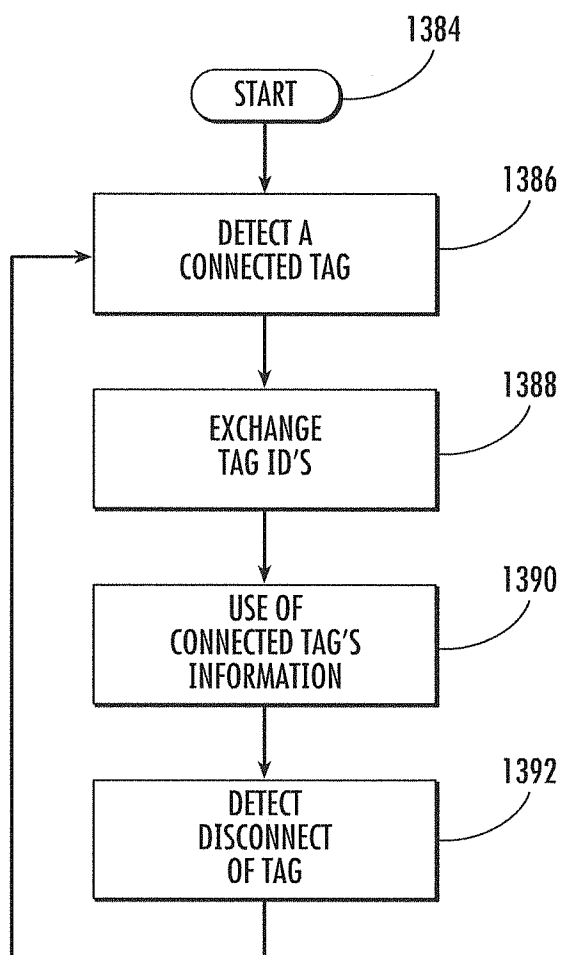 1384
START
1386
DETECT A
CONNECTED TAG
1388
EXCHANGE
TAG ID'S
1390
USE OF
CONNECTED TAG'S
INFORMATION
1392
DETECT
DISCONNECT
OF TAG